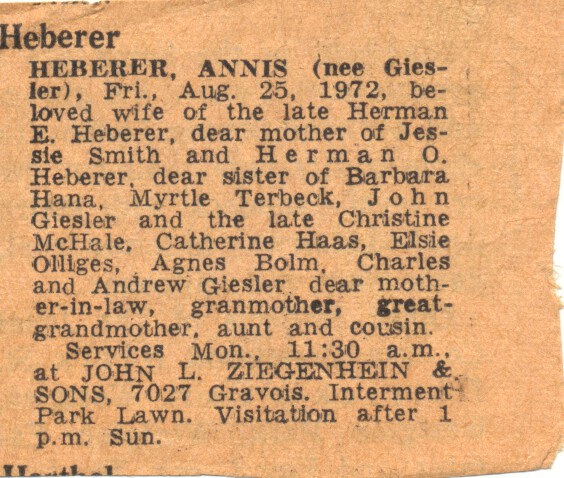 Heberer
HEBERER, ANNIS (nee Gies-
ler), Fri., Aug. 25, 1972, be-
loved wife of the late Herman
E. Heberer, dear mother of Jes-
sie Smith and Herman O.
Heberer, dear sister of Barbara
Hana, Myrtle Terbeck, John
Giesler and the late Christine
McHale, Catherine Haas, Elsie
Olliges, Agnes Bolm, Charles
and Andrew Giesler, dear moth-
er-in-law, granmother, great-
grandmother, aunt and cousin.
Services Mon., 11:30 a.m.,
at JOHN L. ZIEGENHEIN &
SONS, 7027 Gravois. Interment
Park Lawn. Visitation after 1
p.m. Sun.